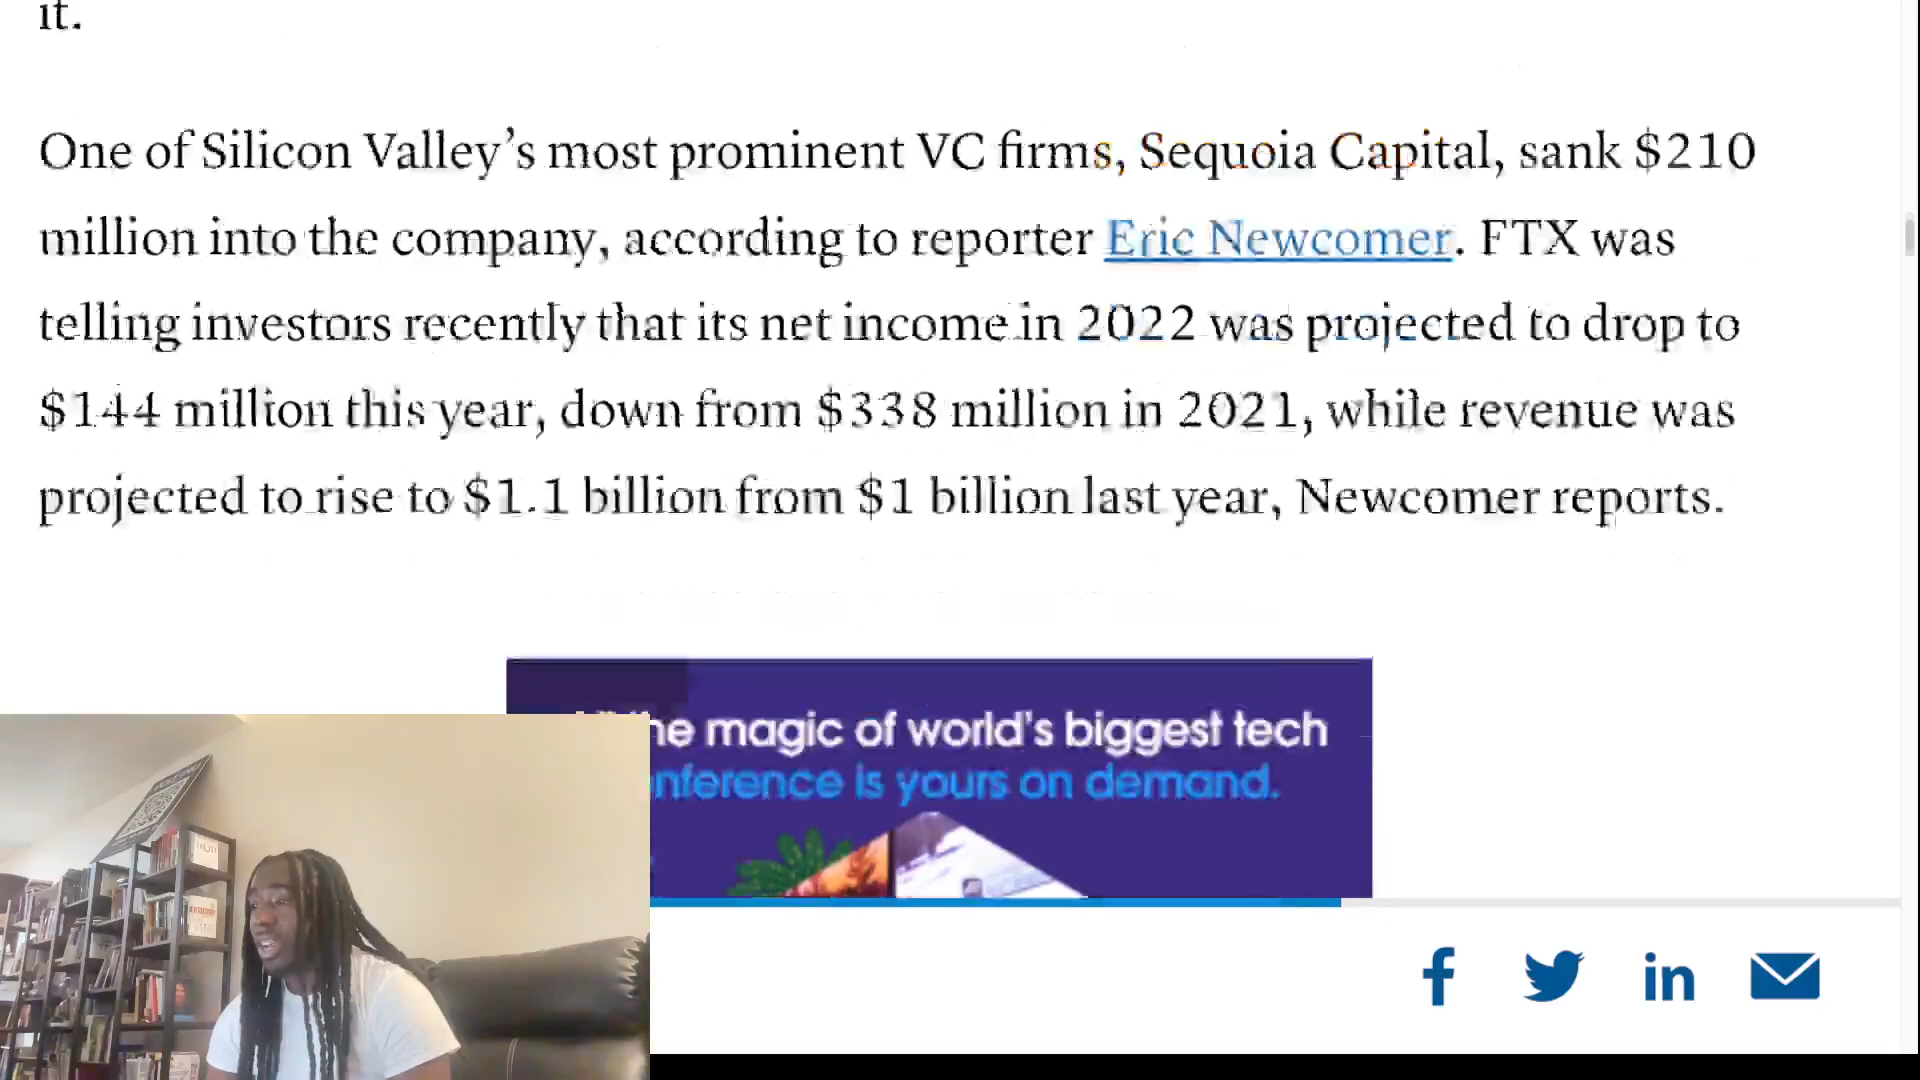 it.
One of Silicon Valley’s most prominent VC firms, Sequoia Capital, sank $210
million into the company, according to reporter Eric Newcomer. FTX was
telling investors recently that its net income in 2022 was projected to drop to
$144 million this year, down from $338 million in 2021, while revenue was
projected to rise to $1.1 billion from $1 billion last year, Newcomer reports.
he magic of world's biggest tech
nference is yours on demand.